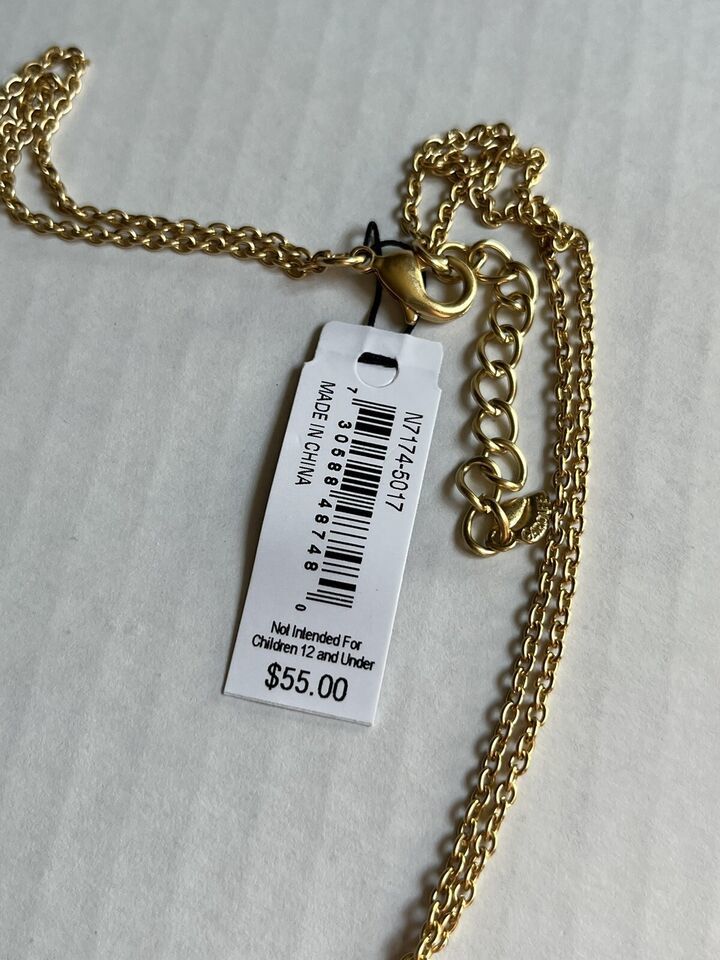 N7174-5017
7 30588 48748 0
MADE IN CHINA
Not Intended For
Children 12 and Under
$55.00